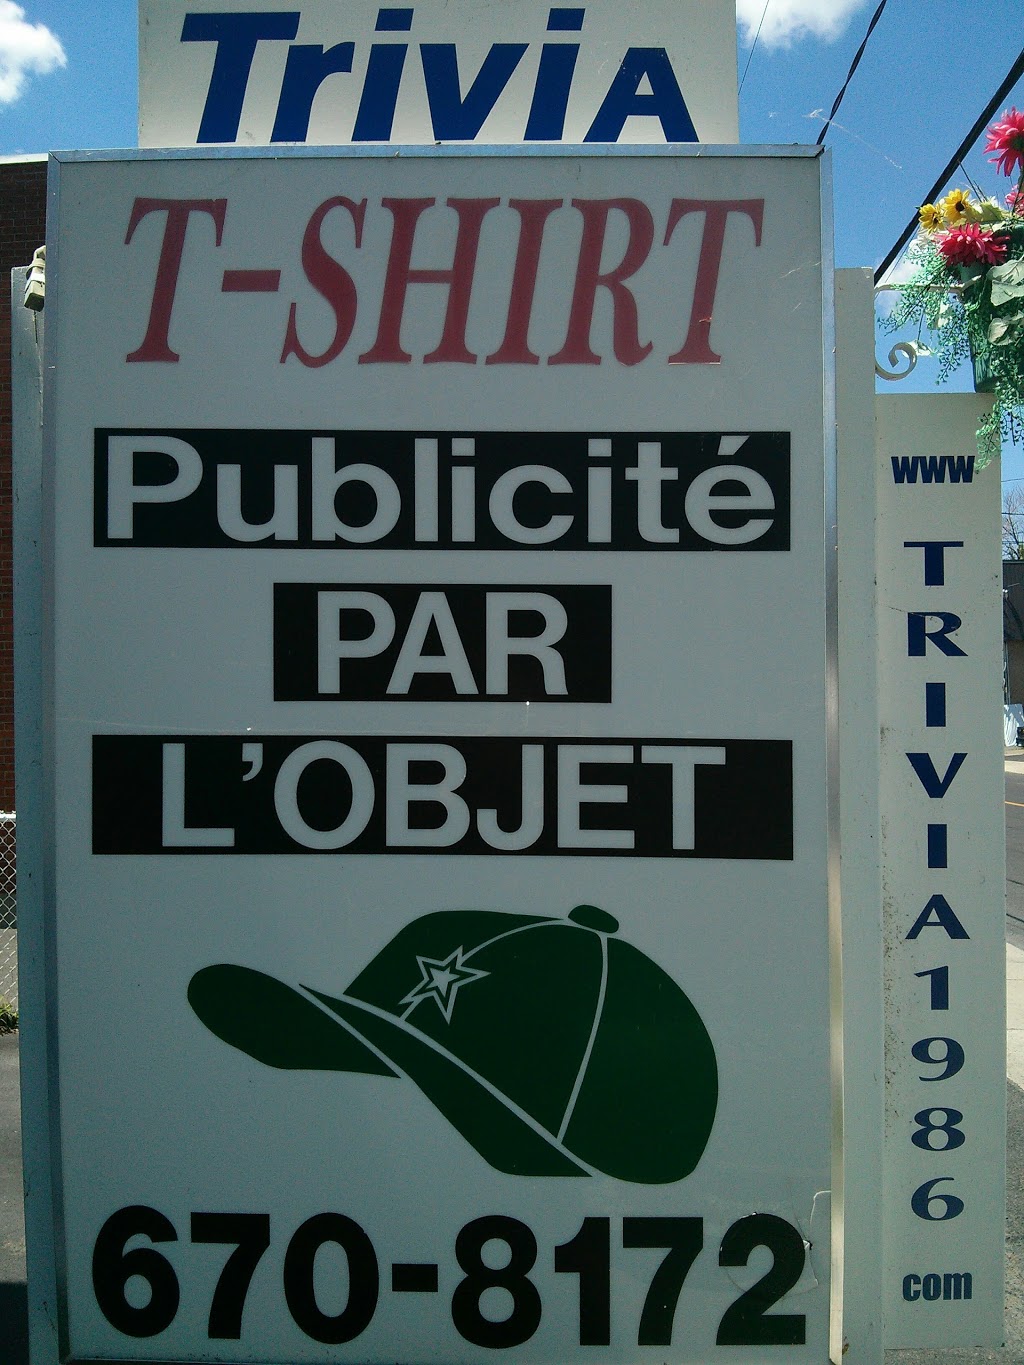 TriviA
T-SHIRT
Publicité
PAR
L'OBJET
670-8172
www
TRIVIA1986
com